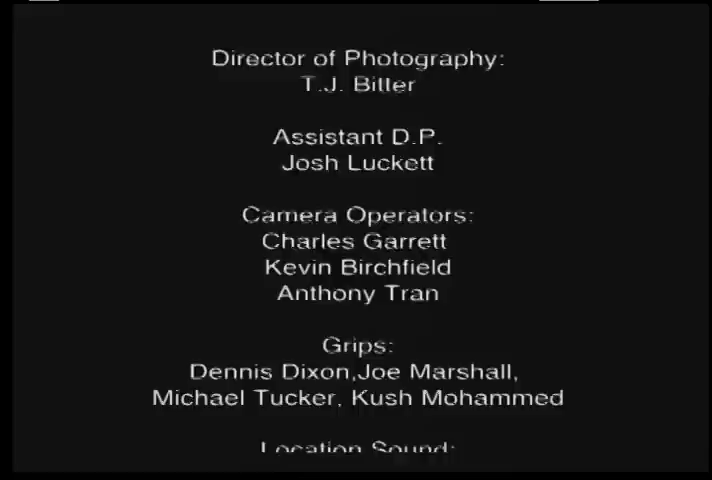 Director of Photography:
T.J. Bitter
Assistant D.P.
Josh Luckett
Camera Operators:
Charles Garrett
Kevin Birchfield
Anthony Tran
Grips:
Dennis Dixon,Joe Marshall,
Michael Tucker, Kush Mohammed
Location Sound: